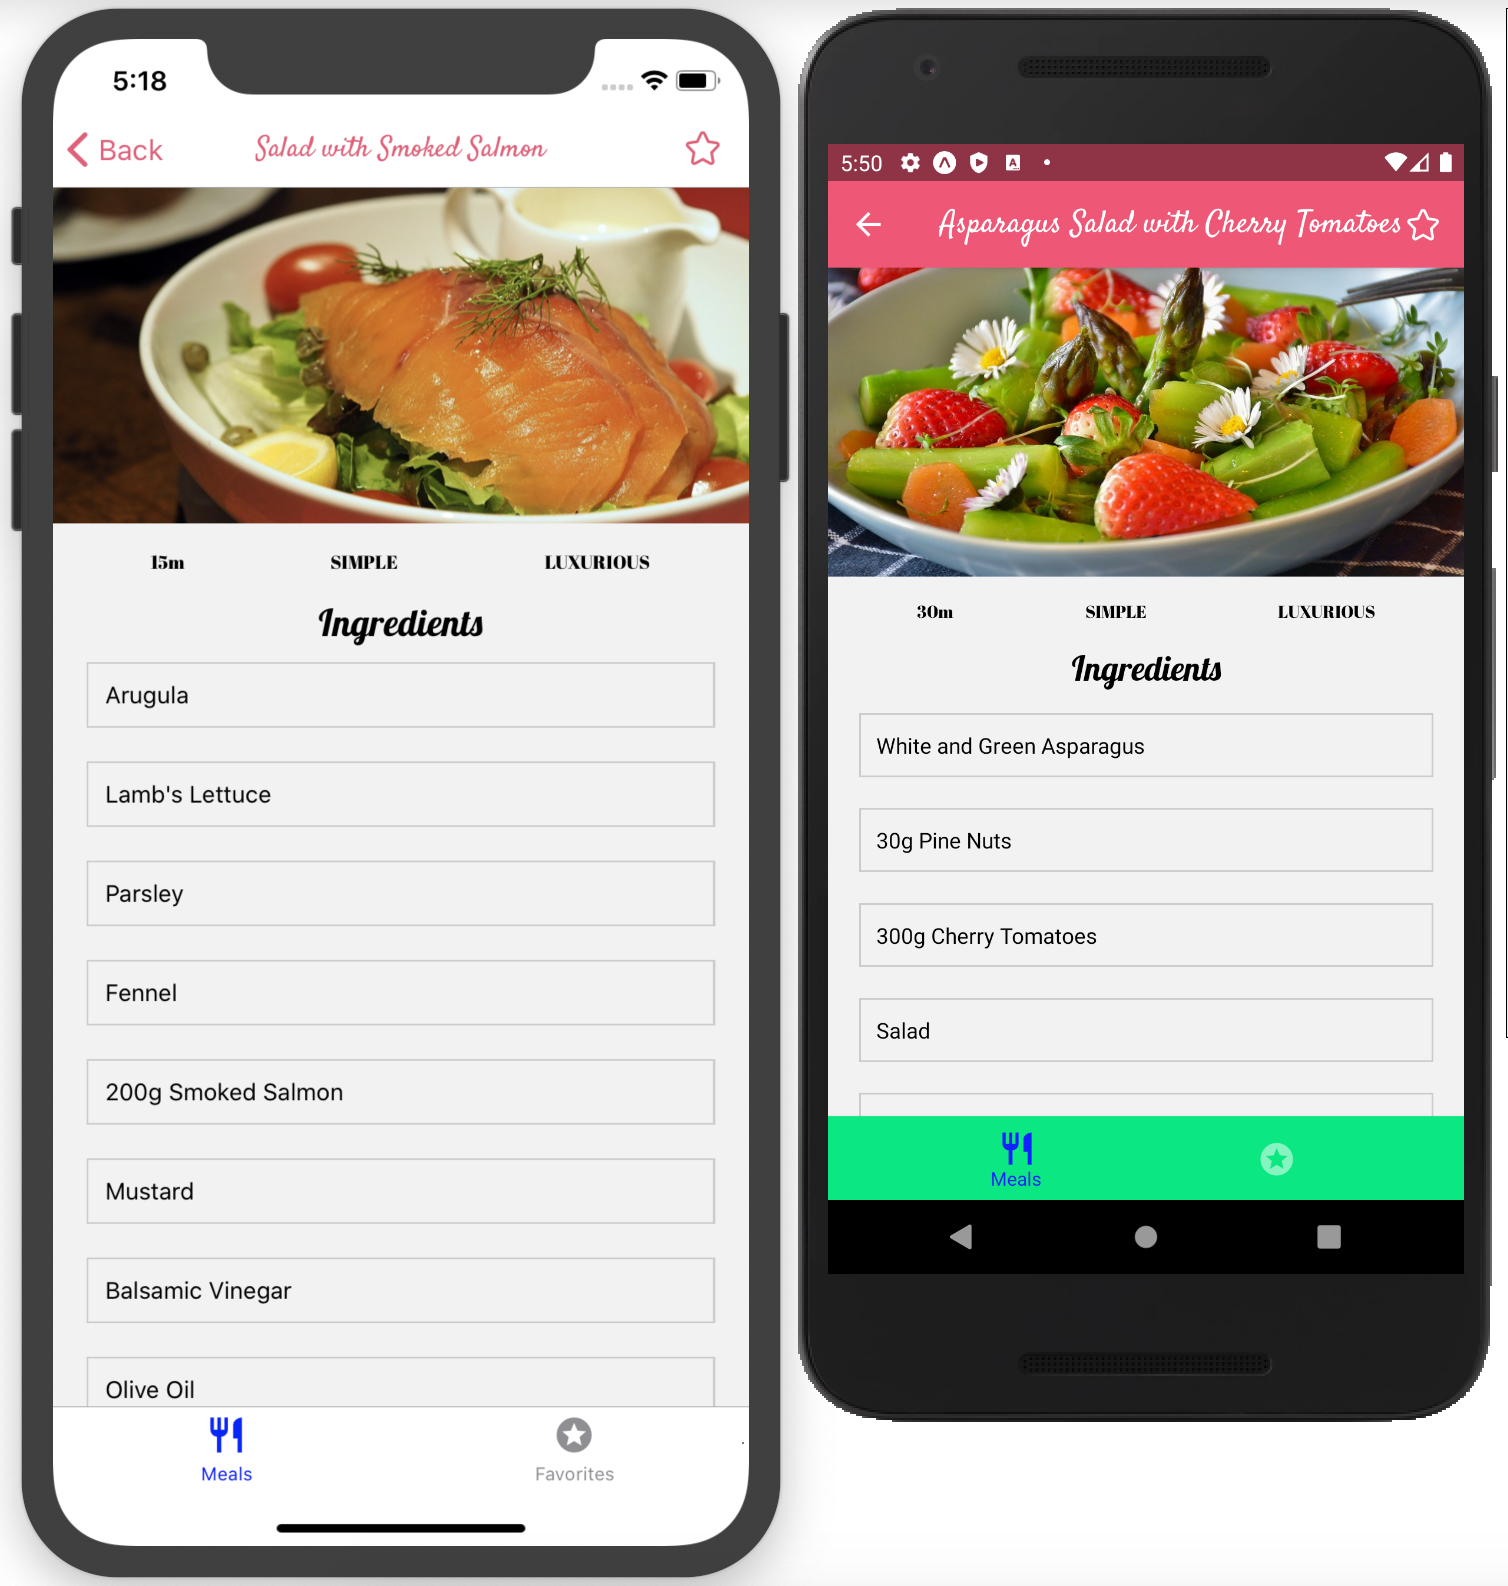 5:18
Back
Salad with Smoked Salmon
15m SIMPLE LUXURIOUS
Ingredients
Arugula
Lamb's Lettuce
Parsley
Fennel
200g Smoked Salmon
Mustard
Balsamic Vinegar
Olive Oil
Meals Favorites
5:50 A
Asparagus Salad with Cherry Tomatoes
30m SIMPLE LUXURIOUS
Ingredients
White and Green Asparagus
30g Pine Nuts
300g Cherry Tomatoes
Salad
Meals